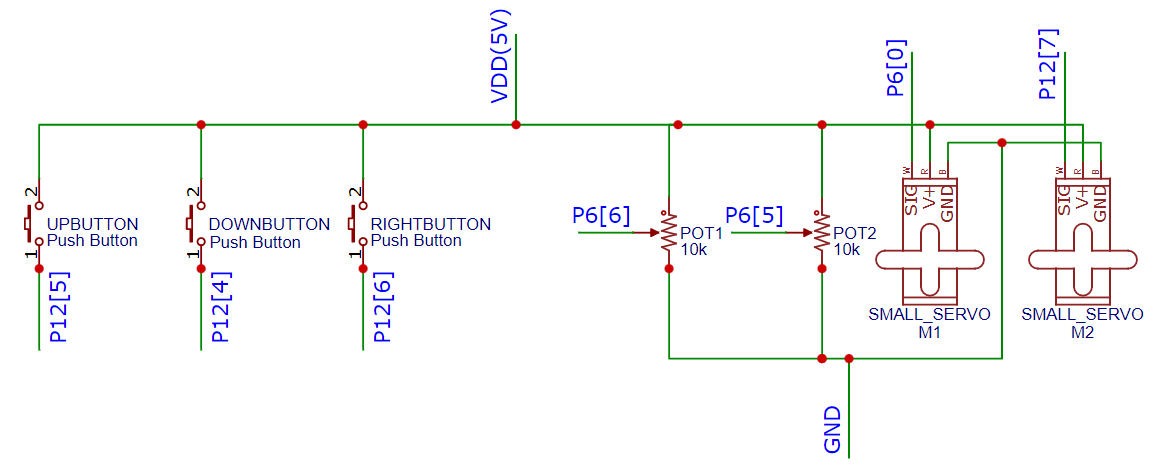 VDD(5V)
P6[0]
P12[7]
W
R
B
W
R
B
2
2
2
SIG
V+
GND
SIG
V+
GND
P6[6]
P6[5]
UPBUTTON
Push Button
DOWNBUTTON
Push Button
RIGHTBUTTON
Push Button
POT1
10k
POT2
10k
1
1
1
P12[5]
P12[4]
P12[6]
SMALL_SERVO
M1
SMALL_SERVO
M2
GND